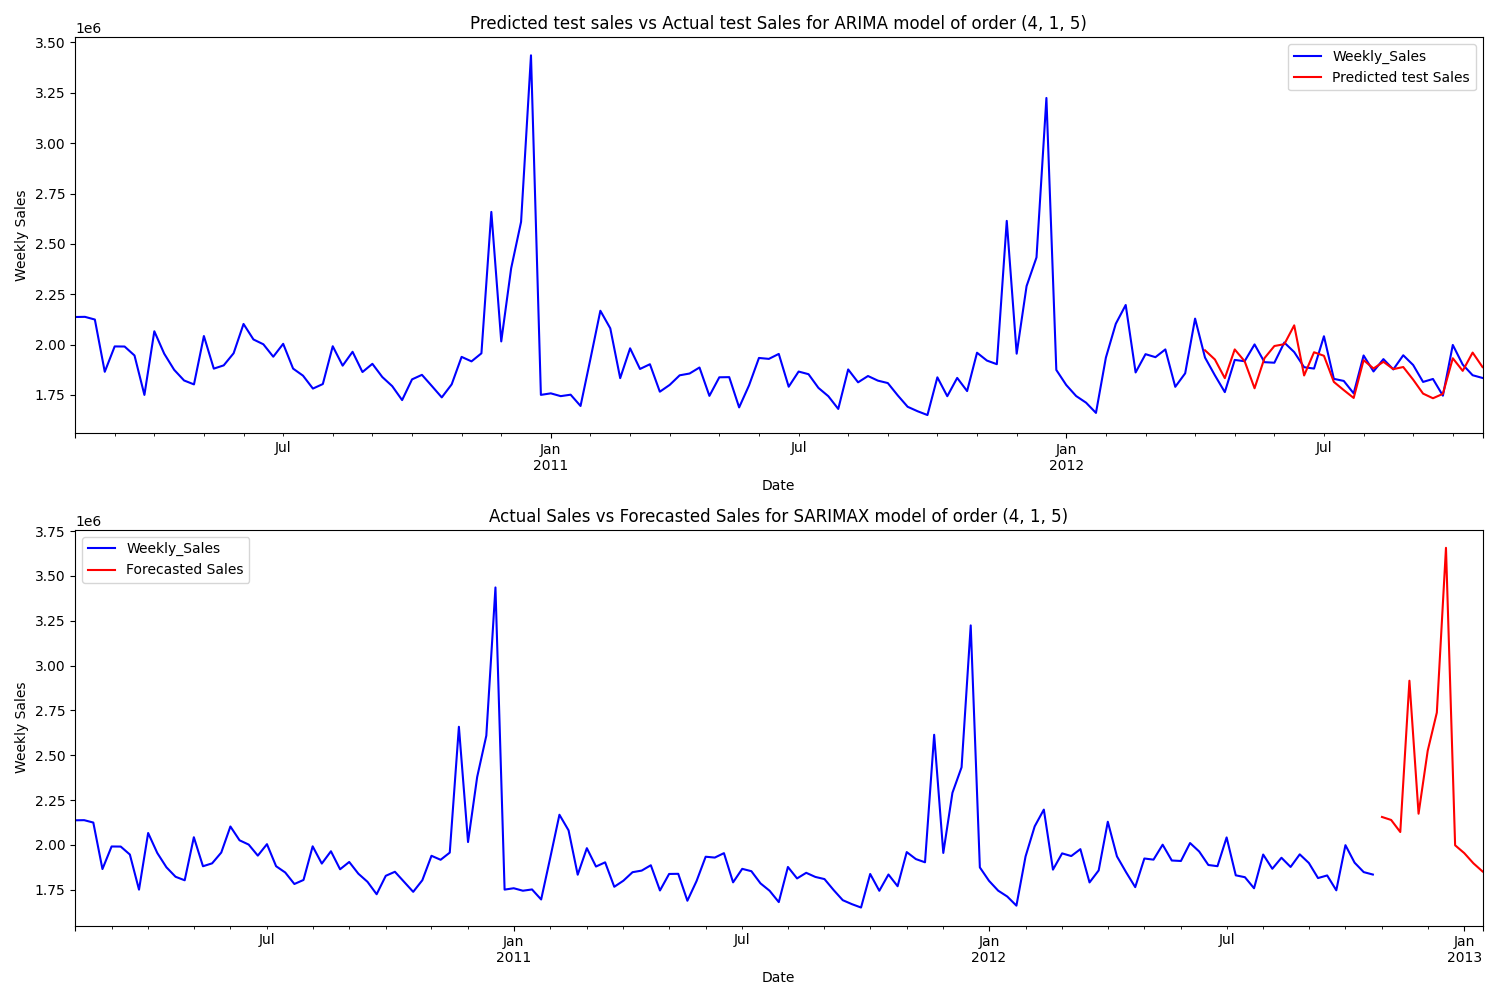 Predicted test sales vs Actual test Sales for ARIMA model of order (4, 1, 5)
1e6
3.50
3.25
3.00
2.75
2.50
2.25
2.00
1.75
Weekly Sales
Weekly_Sales
Predicted test Sales
Jul
Jan
2011
Jul
Jan
2012
Jul
Date
Actual Sales vs Forecasted Sales for SARIMAX model of order (4, 1, 5)
1e6
3.75
3.50
3.25
3.00
2.75
2.50
2.25
2.00
1.75
Weekly Sales
Weekly_Sales
Forecasted Sales
Jul
Jan
2011
Jul
Jan
2012
Jul
Jan
2013
Date